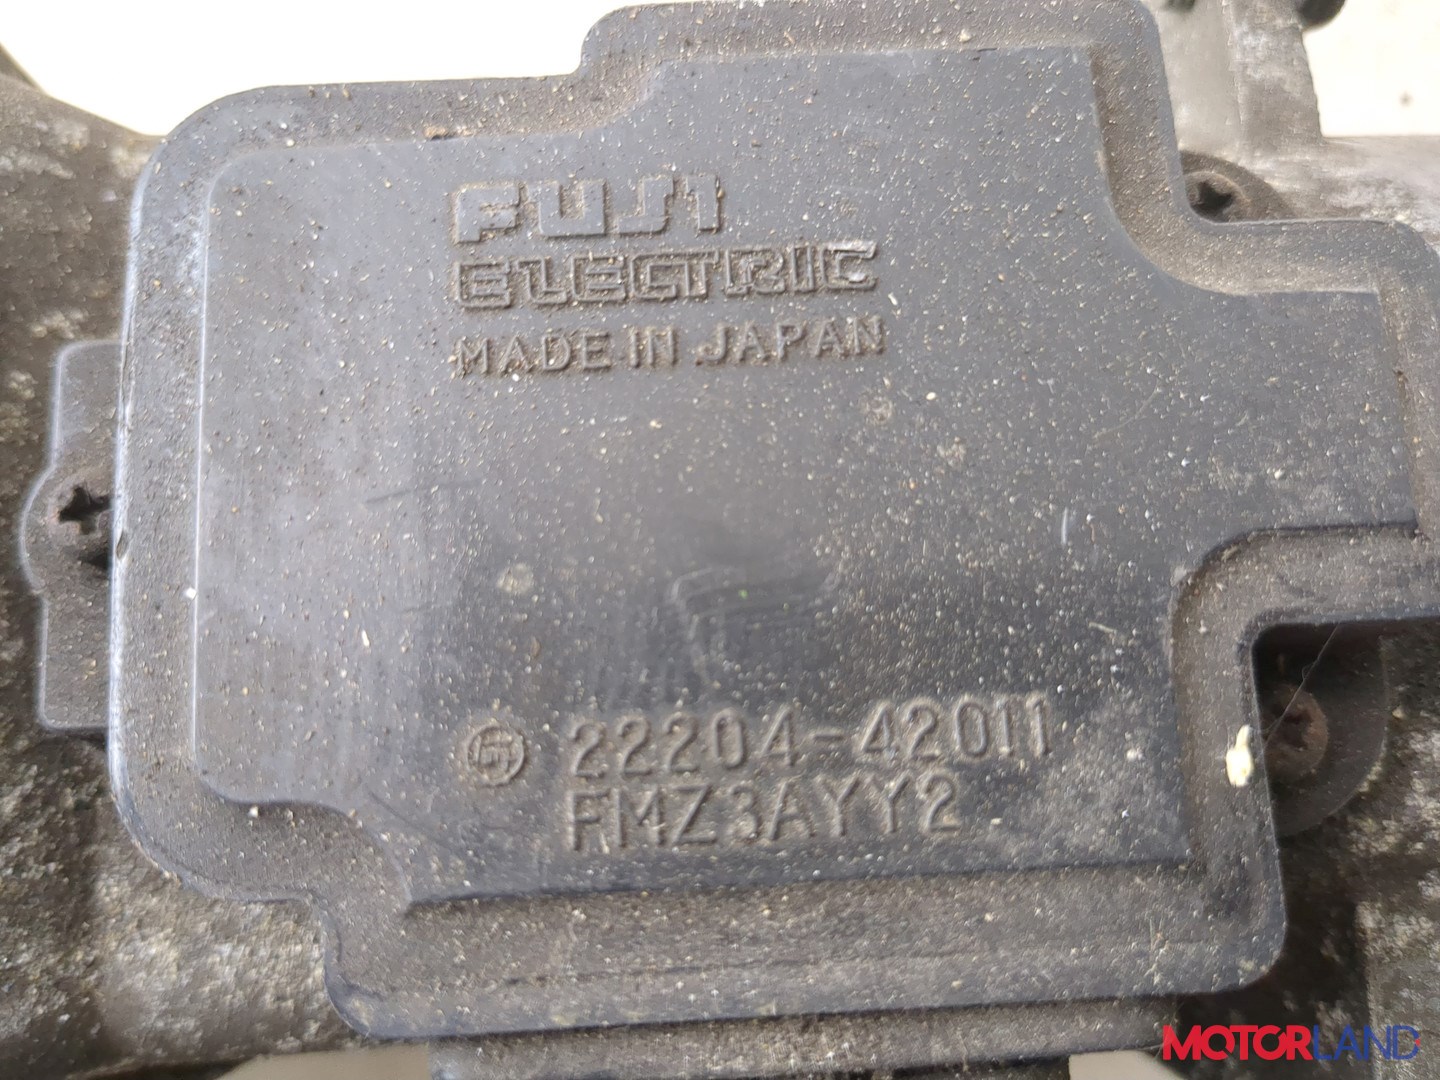 FUJI
ELECTRIC
MADE IN JAPAN
22204-42011
FMZ3AYY2
MOTORLAND